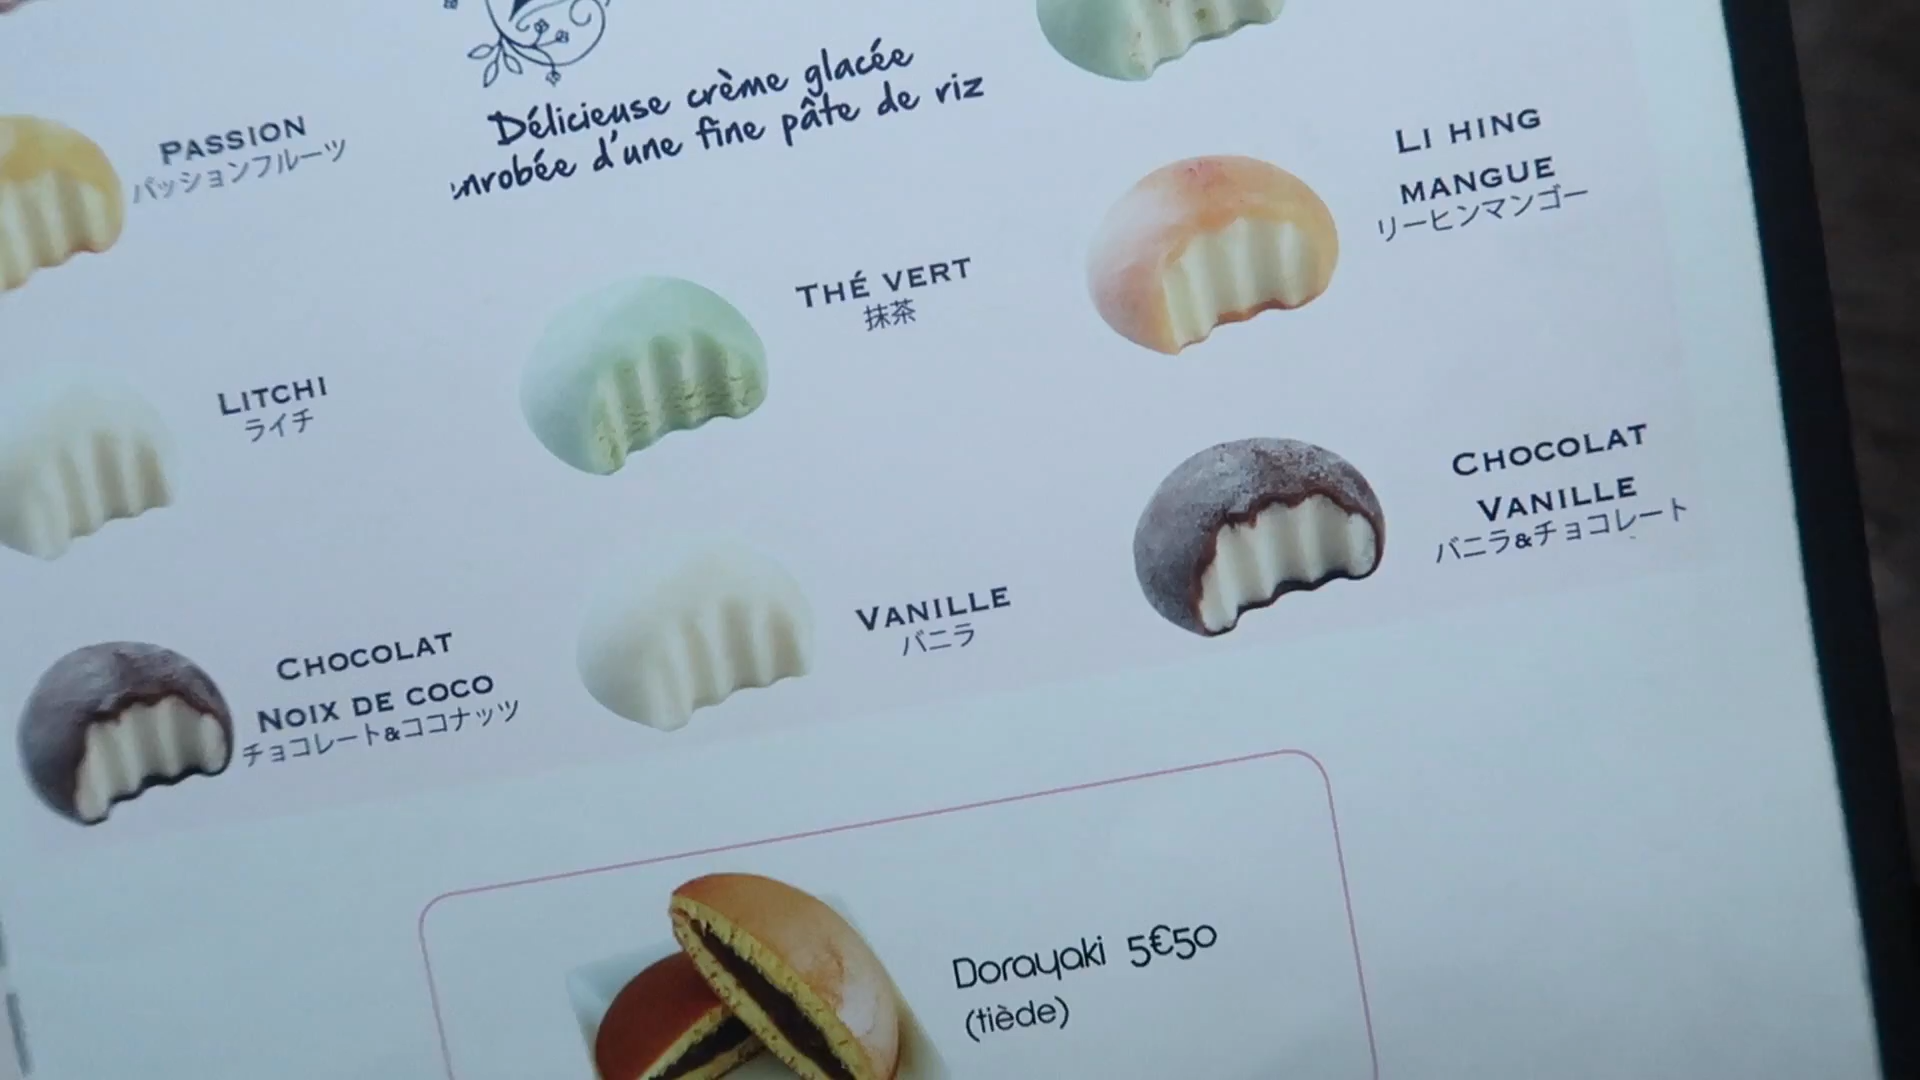 Délicieuse crème glacée
d'une fine pâte de riz
PASSION
パッションフルーツ
LITCHI
ライチ
CHOCOLAT
NOIX DE COCO
チョコレート&ココナッツ
THÉ VERT
抹茶
VANILLE
バニラ
LI HING
MANGUE
リーヒンマンゴー
CHOCOLAT
VANILLE
バニラ&チョコレート
Dorayaki 5€50
(tiède)